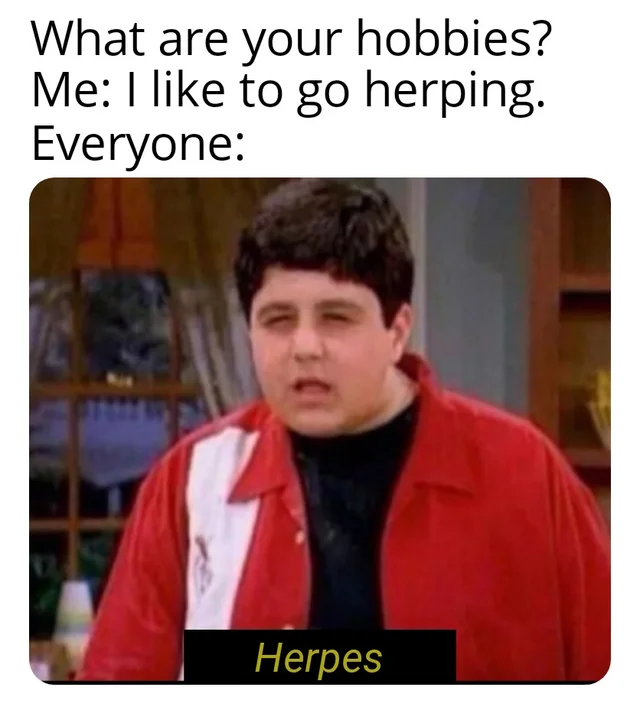 What are your hobbies?
Me: I like to go herping.
Everyone:
Herpes